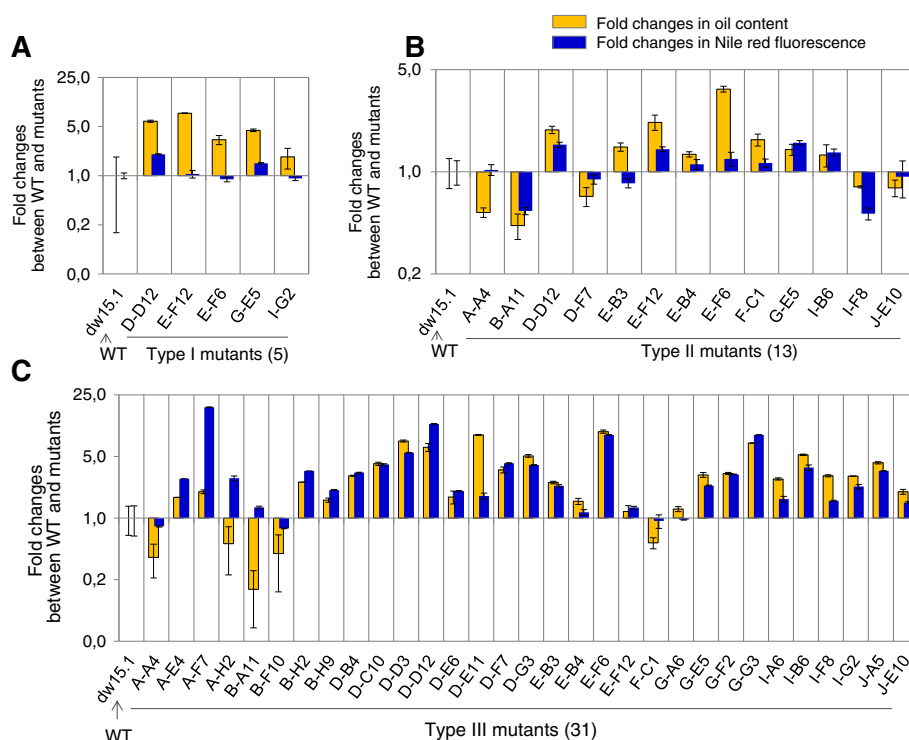 Fold changes in oil content
Fold changes in Nile red fluorescence
A
Fold changes
between WT and mutants
25,0
5,0
1,0
0,2
0,0
dw15.1
D-D12
E-F12
E-F6
G-E5
I-G2
WT
Type I mutants (5)
B
Fold changes
between WT and mutants
5,0
1,0
0,2
dw15.1
A-A4
B-A11
D-D12
D-F7
E-B3
E-F12
E-B4
E-F6
F-C1
G-E5
I-B6
I-F8
J-E10
WT
Type II mutants (13)
C
Fold changes
between WT and mutants
25,0
5,0
1,0
0,2
0,0
dw15.1
A-A4
A-E4
A-F7
A-H2
B-A11
B-F10
B-H2
B-H9
D-B4
D-C10
D-D3
D-D12
D-E6
D-E11
D-F7
D-G3
E-B3
E-B4
E-F6
E-F12
F-C1
G-A6
G-E5
G-F2
G-G3
I-A6
I-B6
I-F8
I-G2
J-A5
J-E10
WT
Type III mutants (31)